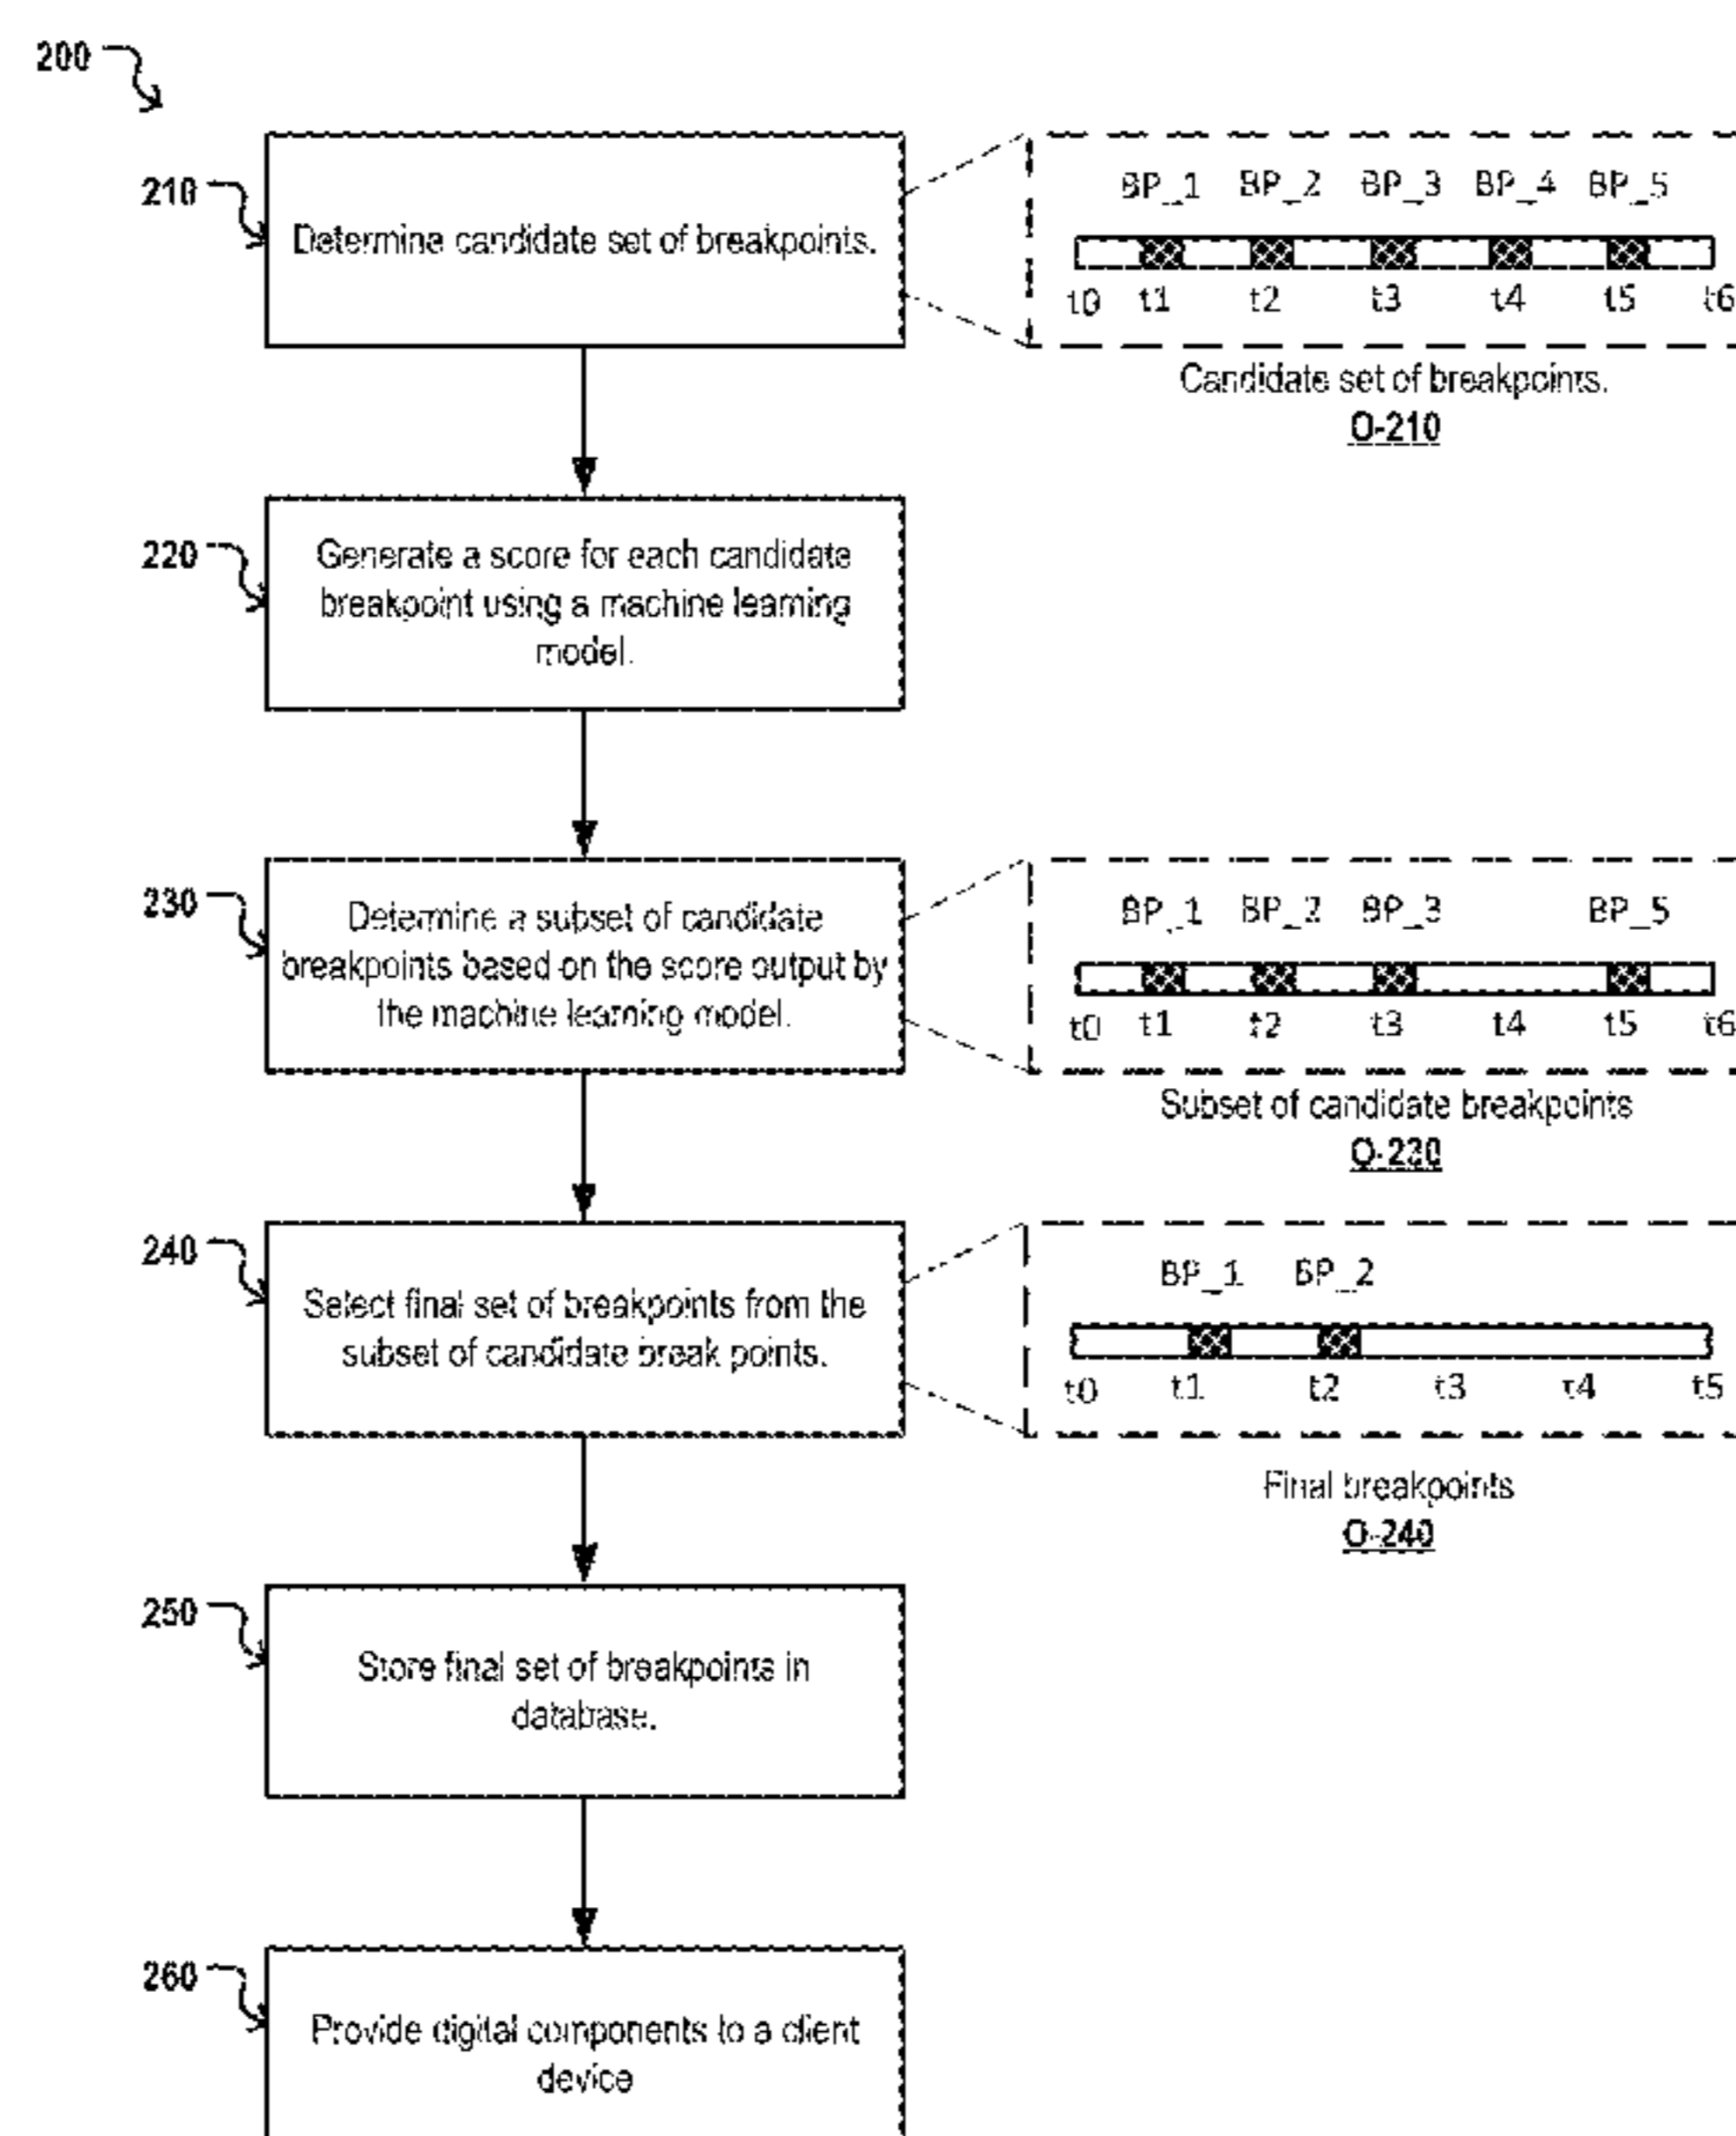 200
210
Determine candidate set of breakpoints.
BP_1 BP_2 BP_3 BP_4 BP_5
t0 t1 t2 t3 t4 t5 t6
Candidate set of breakpoints.
O-210
220
Generate a score for each candidate
breakpoint using a machine learning
model.
230
Determine a subset of candidate
breakpoints based on the score output by
the machine learning model.
BP_1 BP_2 BP_3 BP_5
t0 t1 t2 t3 t4 t5 t6
Subset of candidate breakpoints
O-230
240
Select final set of breakpoints from the
subset of candidate break points.
BP_1 BP_2
t0 t1 t2 t3 t4 t5
Final breakpoints
O-240
250
Store final set of breakpoints in
database.
260
Provide digital components to a client
device